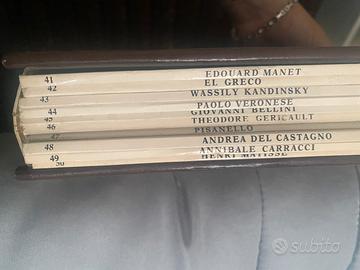 41 EDOUARD MANET
42 EL GRECO
43 WASSILY KANDINSKY
44 PAOLO VERONESE
45 GIOVANNI BELLINI
46 THEODORE GERICAULT
47 PISANELLO
48 ANDREA DEL CASTAGNO
49 ANNIBALE CARRACCI
50 HENRI MATISSE
subito